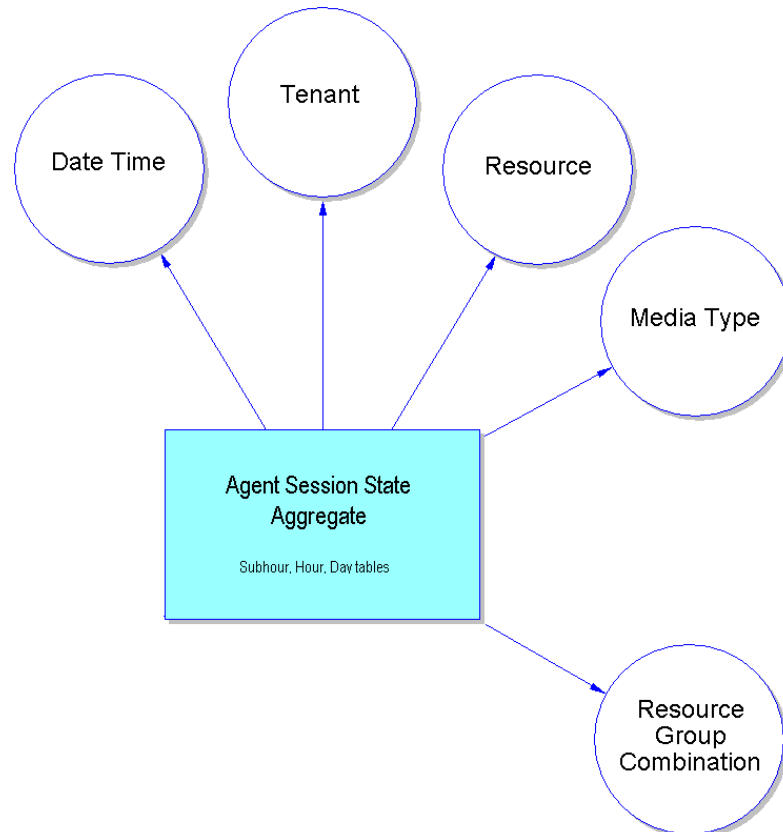 Tenant
Date Time
Resource
Media Type
Agent Session State
Aggregate
Subhour, Hour, Day tables
Resource
Group
Combination